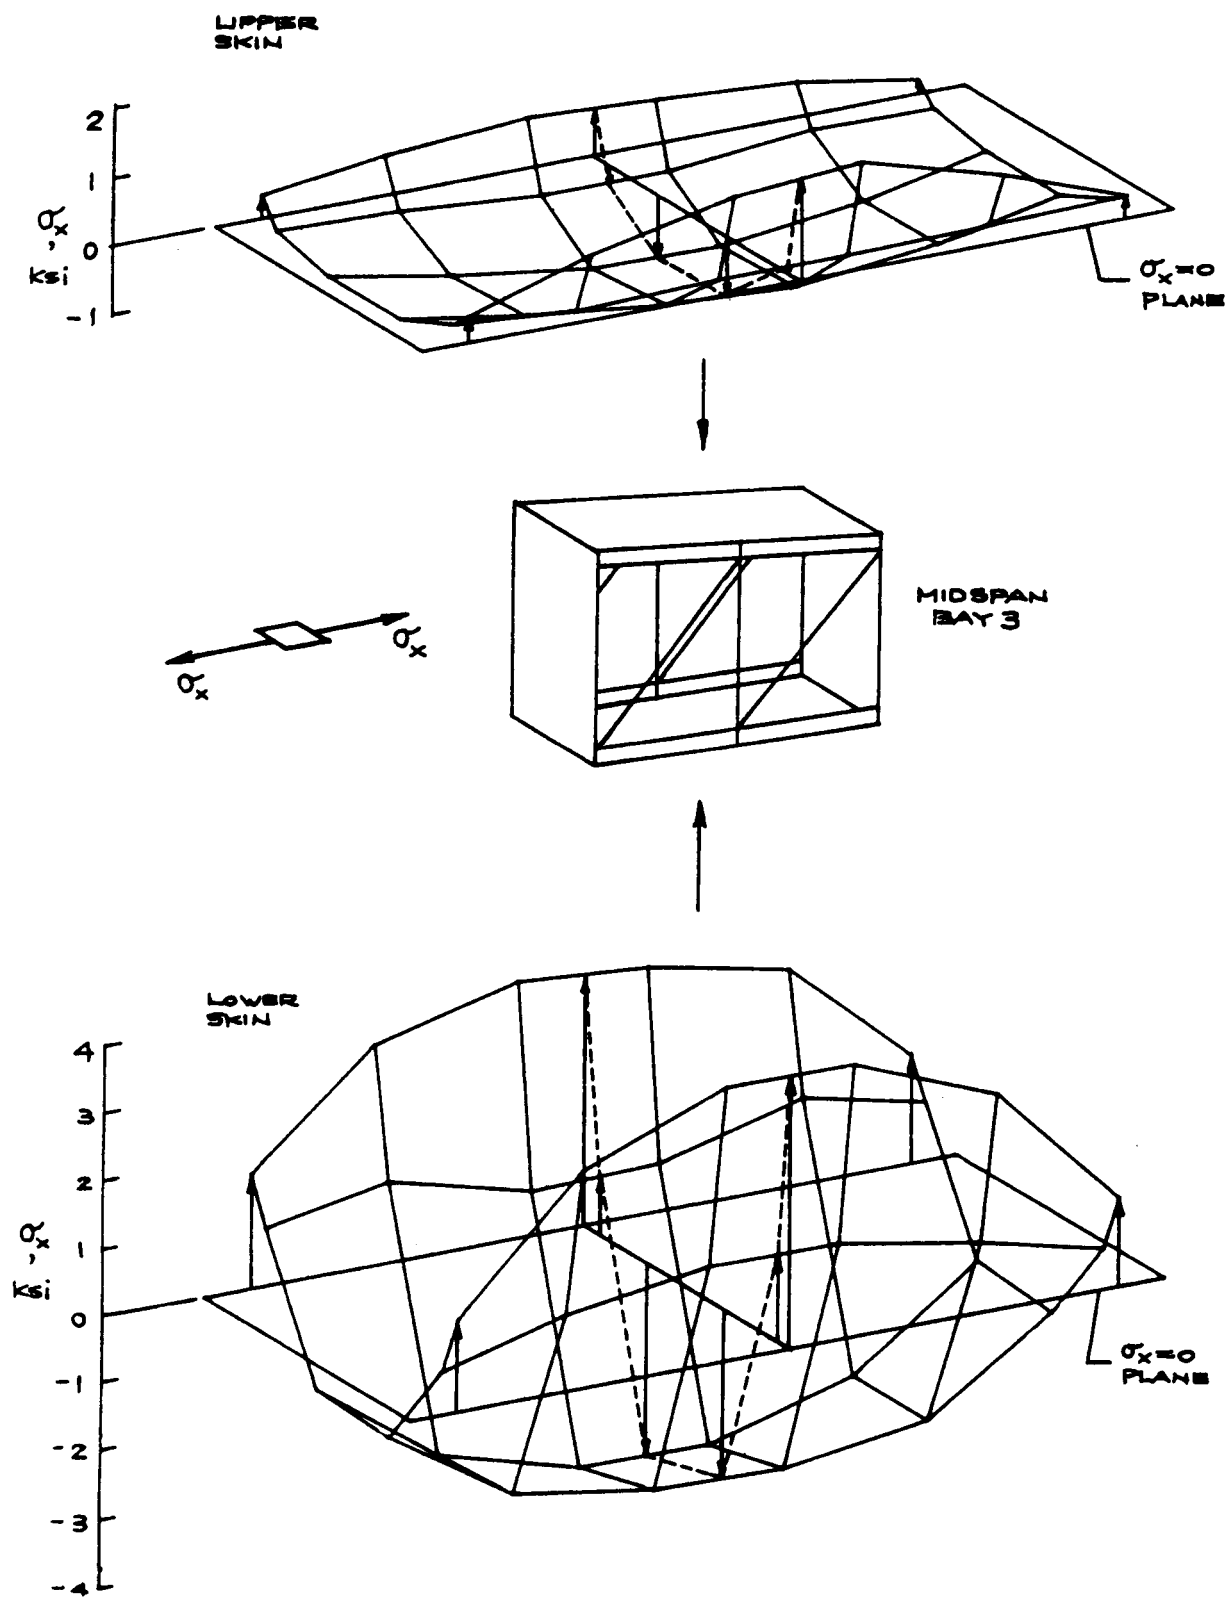 UPPER
SKIN
2
1
0
-1
σx, ksi
σx=0
PLANE
σx
σx
MIDSPAN
BAY 3
LOWER
SKIN
4
3
2
1
0
-1
-2
-3
-4
σx, ksi
σx=0
PLANE